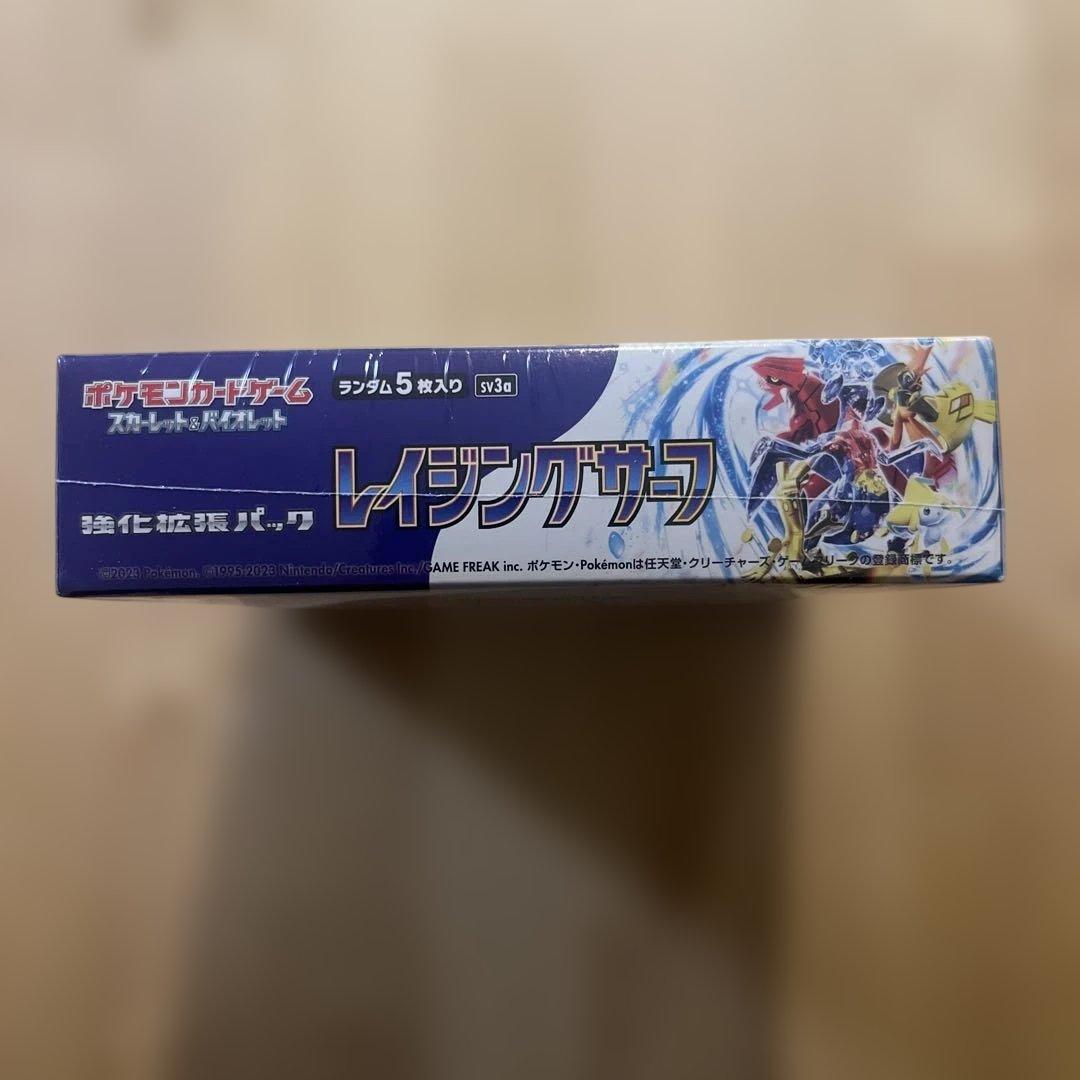 ポケモンカードゲーム
スカーレット&バイオレット
ランダム5枚入り
sv3a
レイジングサーフ
強化拡張パック
©2023 Pokémon. ©1995-2023 Nintendo/Creatures Inc./GAME FREAK inc. ポケモン・Pokémonは任天堂・クリーチャーズ・ゲームフリークの登録商標です。